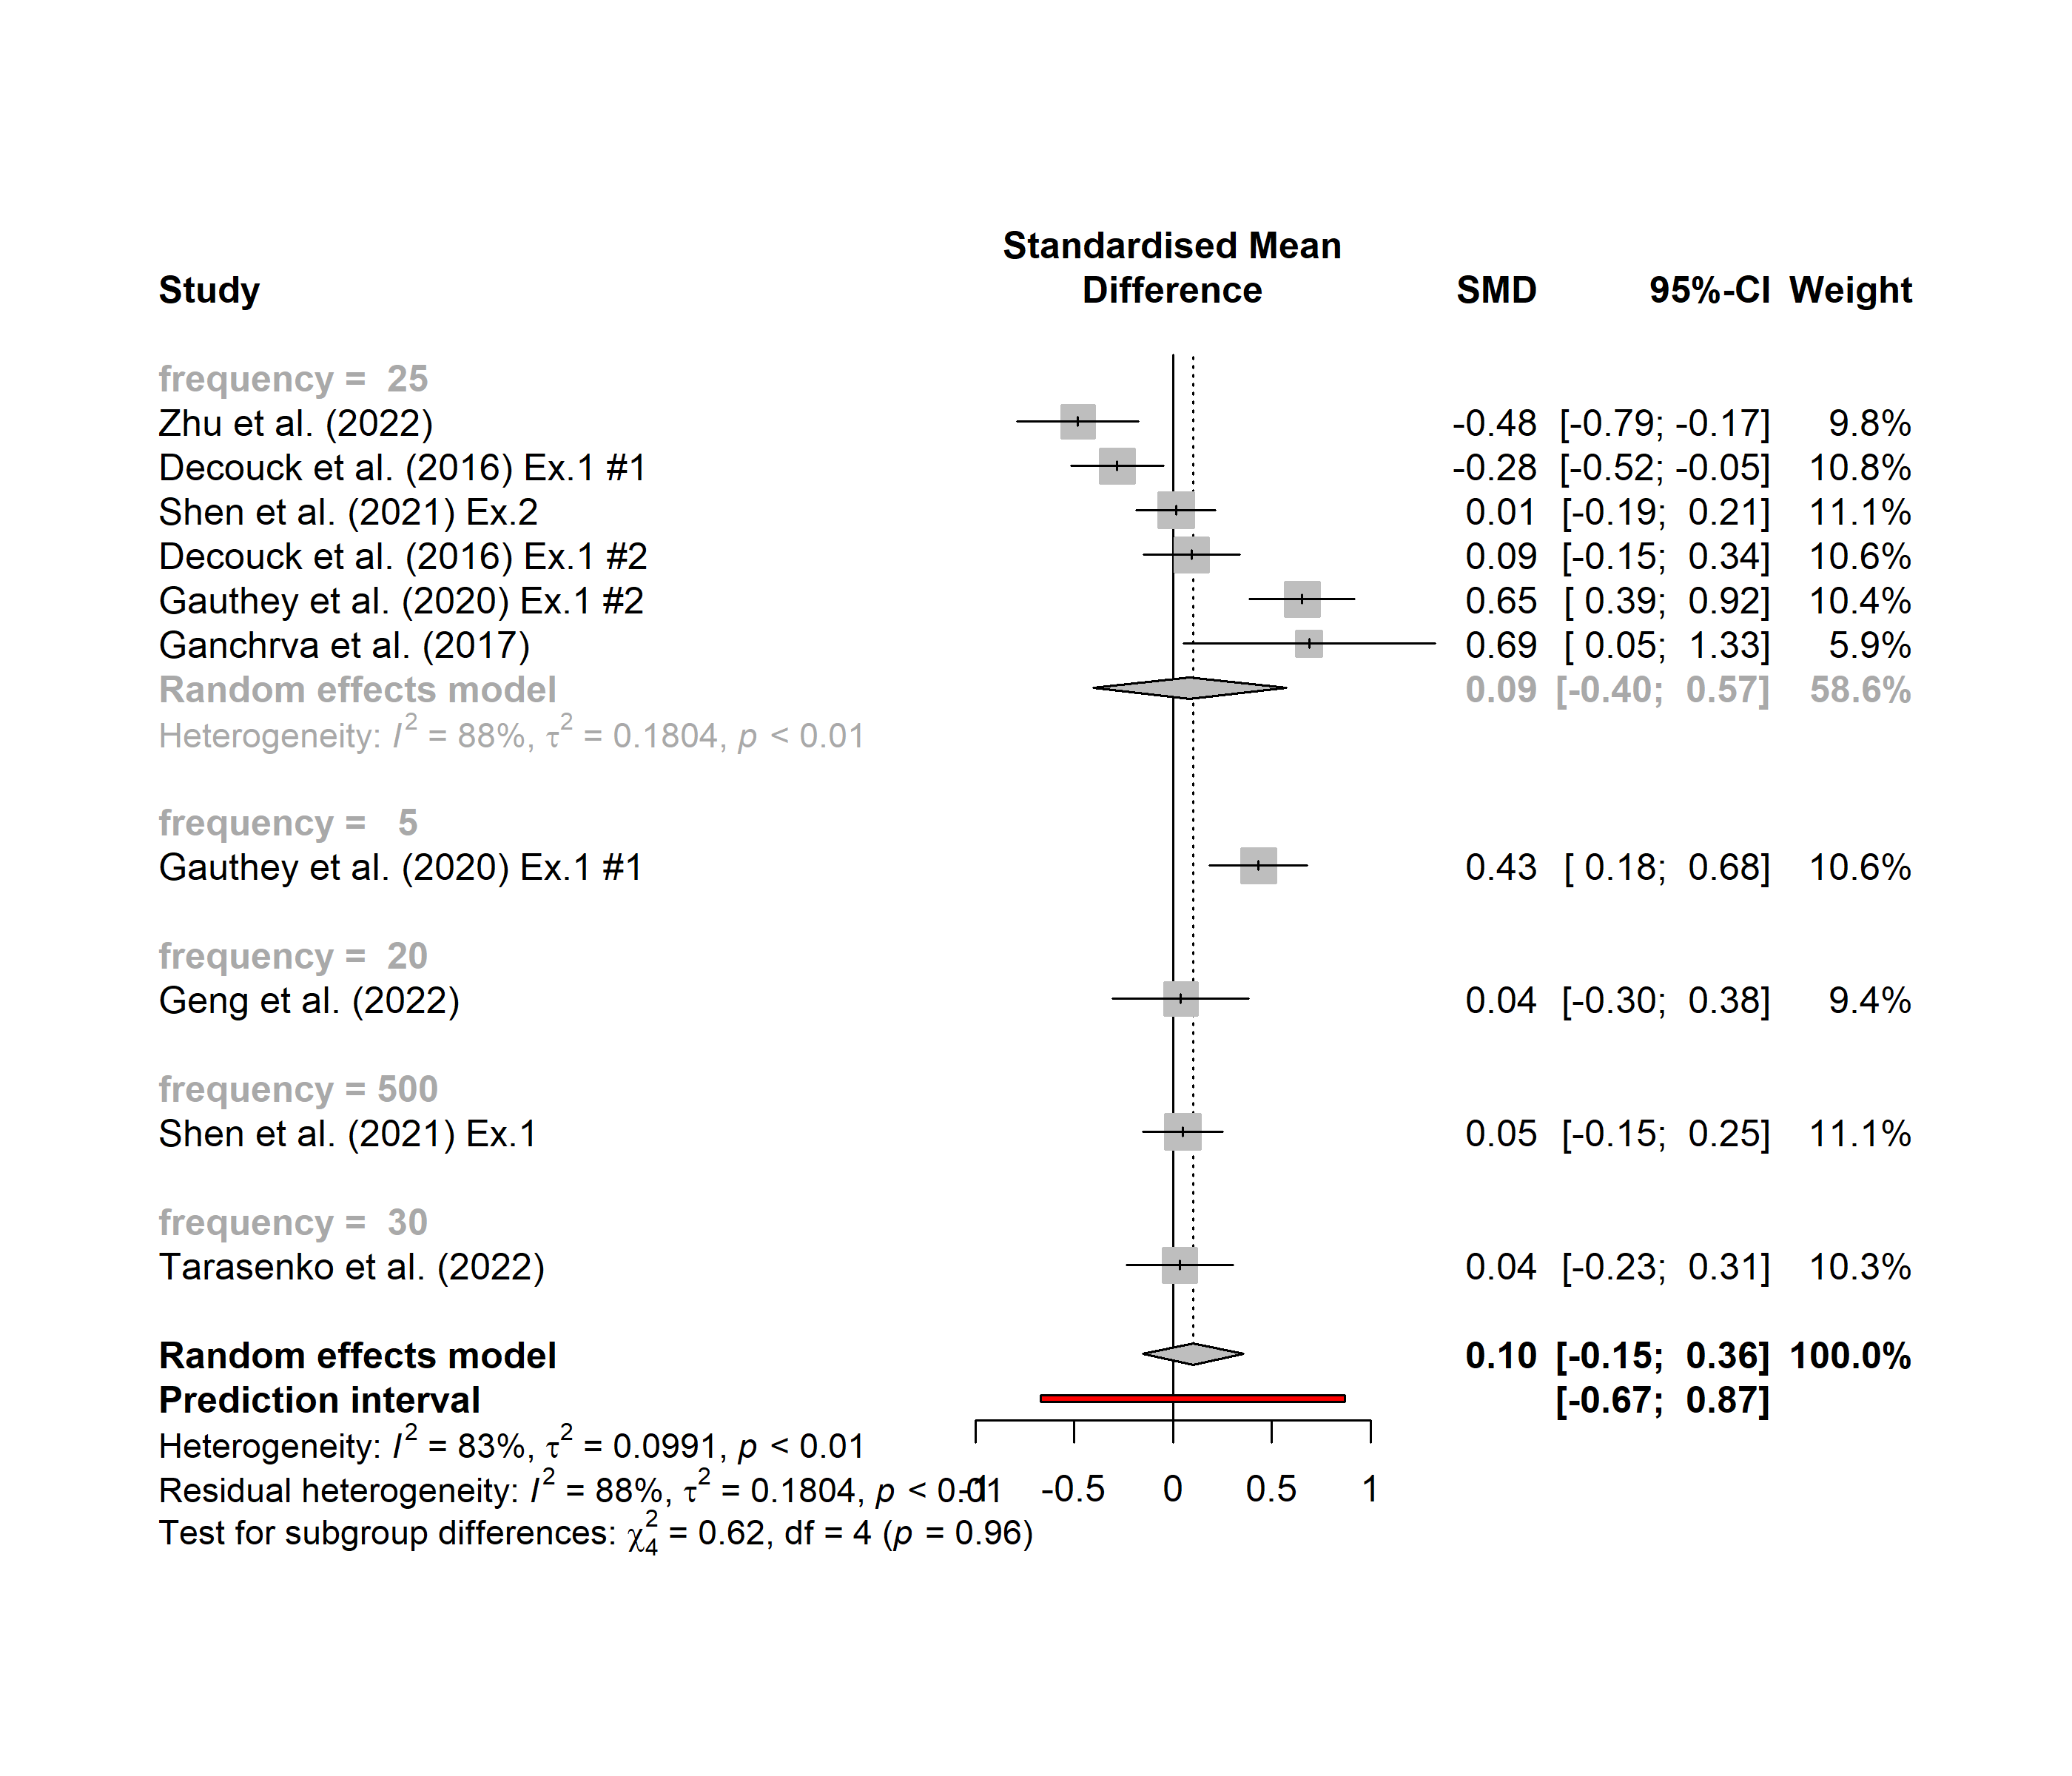 Standardised Mean
Study Difference SMD 95%-CI Weight
frequency = 25
Zhu et al. (2022) -0.48 [-0.79; -0.17] 9.8%
Decouck et al. (2016) Ex.1 #1 -0.28 [-0.52; -0.05] 10.8%
Shen et al. (2021) Ex.2 0.01 [-0.19; 0.21] 11.1%
Decouck et al. (2016) Ex.1 #2 0.09 [-0.15; 0.34] 10.6%
Gauthey et al. (2020) Ex.1 #2 0.65 [ 0.39; 0.92] 10.4%
Ganchrva et al. (2017) 0.69 [ 0.05; 1.33] 5.9%
Random effects model 0.09 [-0.40; 0.57] 58.6%
Heterogeneity: I² = 88%, τ² = 0.1804, p < 0.01
frequency = 5
Gauthey et al. (2020) Ex.1 #1 0.43 [ 0.18; 0.68] 10.6%
frequency = 20
Geng et al. (2022) 0.04 [-0.30; 0.38] 9.4%
frequency = 500
Shen et al. (2021) Ex.1 0.05 [-0.15; 0.25] 11.1%
frequency = 30
Tarasenko et al. (2022) 0.04 [-0.23; 0.31] 10.3%
Random effects model 0.10 [-0.15; 0.36] 100.0%
Prediction interval [-0.67; 0.87]
Heterogeneity: I² = 83%, τ² = 0.0991, p < 0.01
Residual heterogeneity: I² = 88%, τ² = 0.1804, p < 0.01 -1 -0.5 0 0.5 1
Test for subgroup differences: χ²₄ = 0.62, df = 4 (p = 0.96)